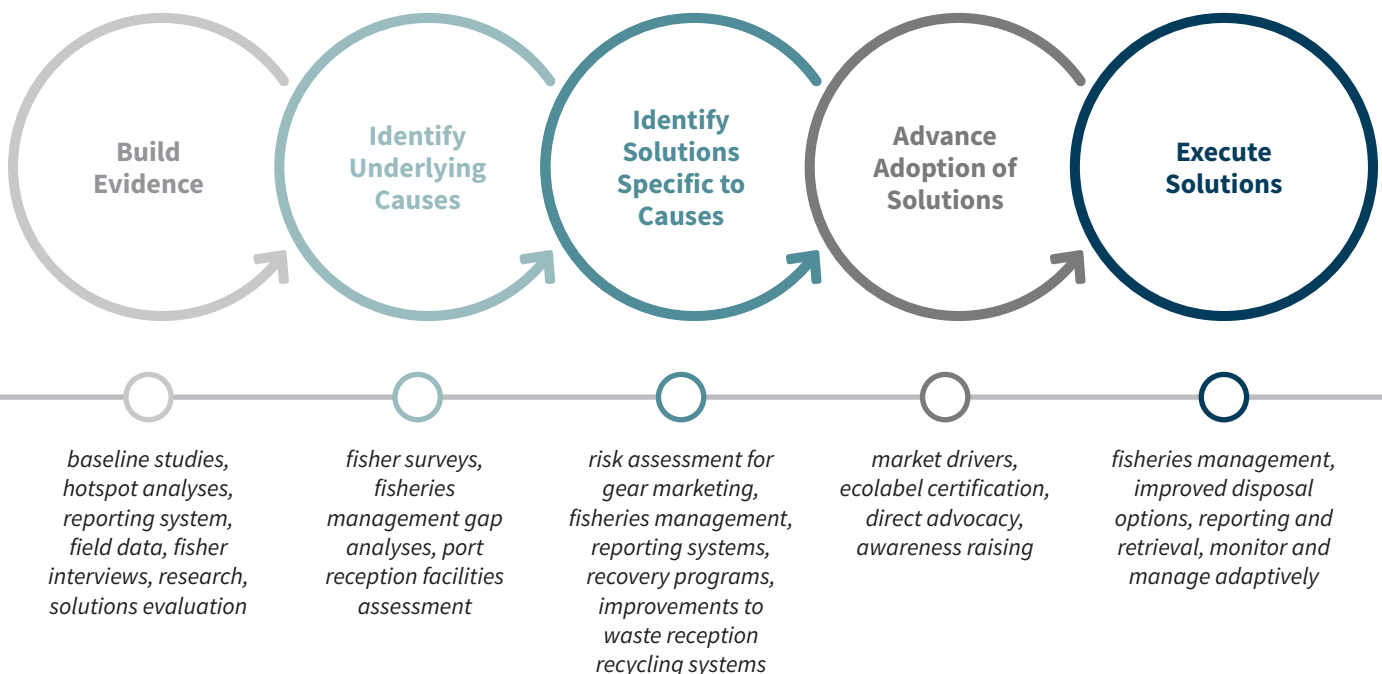 Build
Evidence
Identify
Underlying
Causes
Identify
Solutions
Specific to
Causes
Advance
Adoption of
Solutions
Execute
Solutions
baseline studies,
hotspot analyses,
reporting system,
field data, fisher
interviews, research,
solutions evaluation
fisher surveys,
fisheries
management gap
analyses, port
reception facilities
assessment
risk assessment for
gear marketing,
fisheries management,
reporting systems,
recovery programs,
improvements to
waste reception
recycling systems
market drivers,
ecolabel certification,
direct advocacy,
awareness raising
fisheries management,
improved disposal
options, reporting and
retrieval, monitor and
manage adaptively